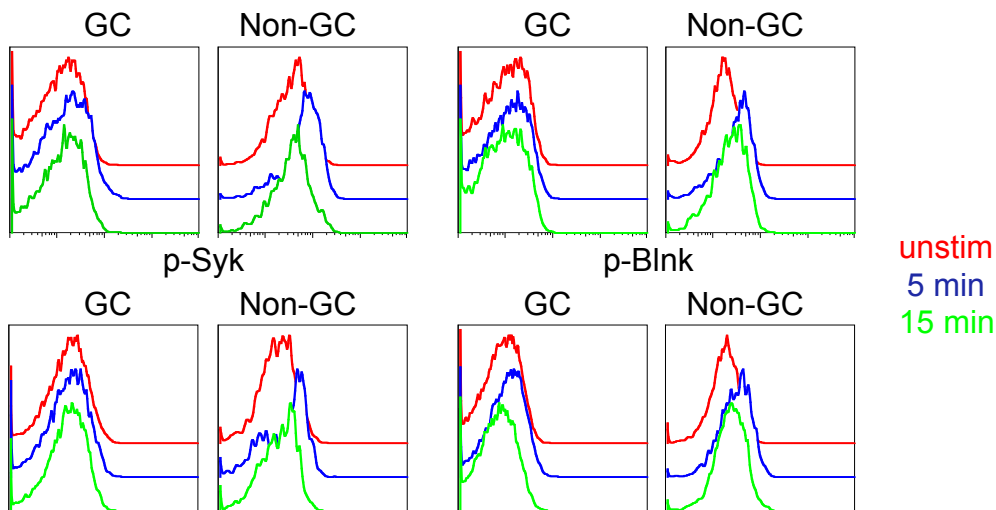 GC Non-GC GC Non-GC
p-Syk p-Blnk
unstim
5 min
15 min
GC Non-GC GC Non-GC